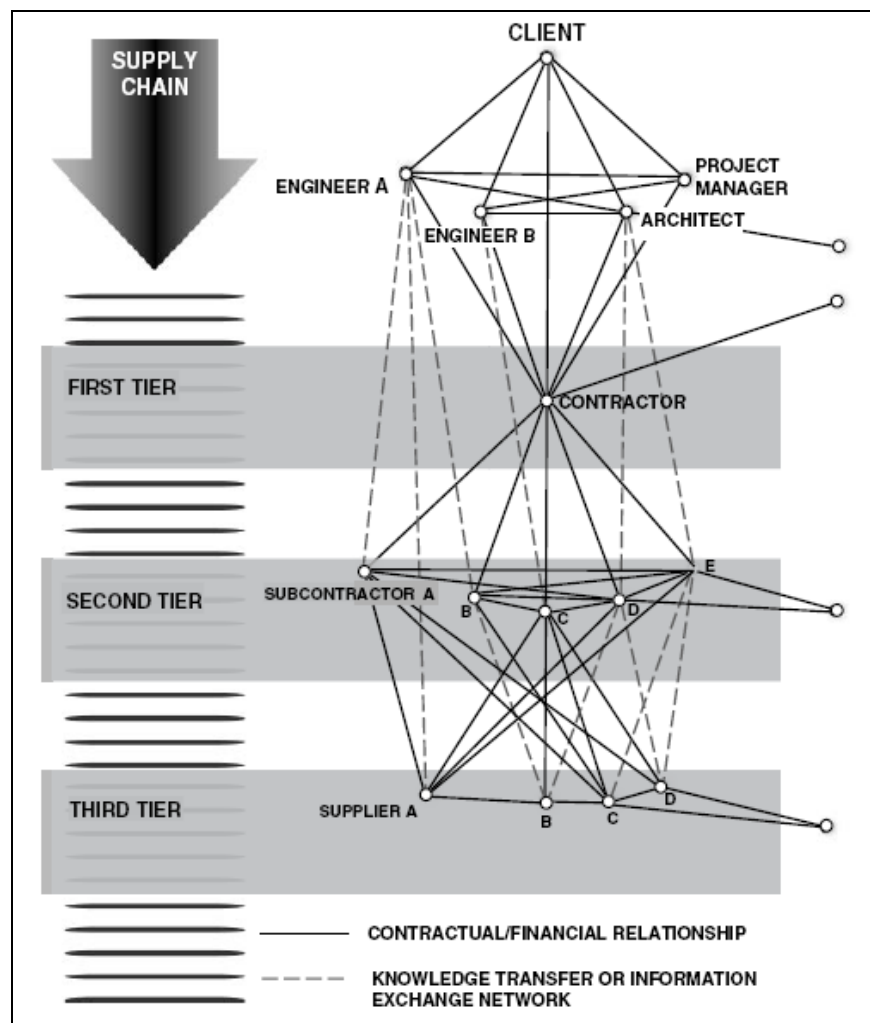 CLIENT
SUPPLY
CHAIN
PROJECT
MANAGER
ENGINEER A
ENGINEER B
ARCHITECT
FIRST TIER
CONTRACTOR
E
SECOND TIER
SUBCONTRACTOR A
B
C
D
THIRD TIER
SUPPLIER A
B
C
D
CONTRACTUAL/FINANCIAL RELATIONSHIP
KNOWLEDGE TRANSFER OR INFORMATION
EXCHANGE NETWORK